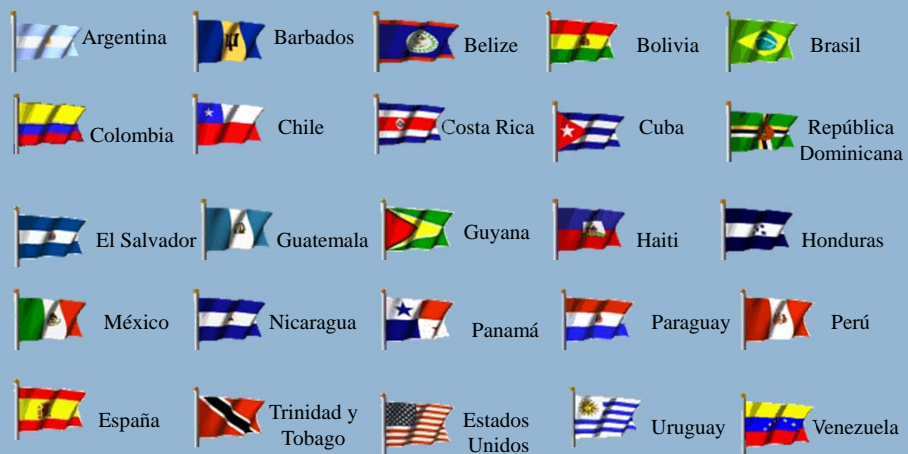 Argentina
Barbados
Belize
Bolivia
Brasil
Colombia
Chile
Costa Rica
Cuba
República
Dominicana
El Salvador
Guatemala
Guyana
Haiti
Honduras
México
Nicaragua
Panamá
Paraguay
Perú
España
Trinidad y
Tobago
Estados
Unidos
Uruguay
Venezuela